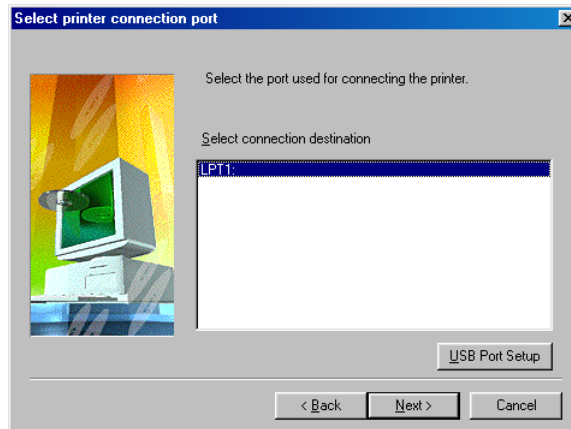 Select printer connection port
Select the port used for connecting the printer.
Select connection destination
LPT1:
USB Port Setup
< Back
Next >
Cancel